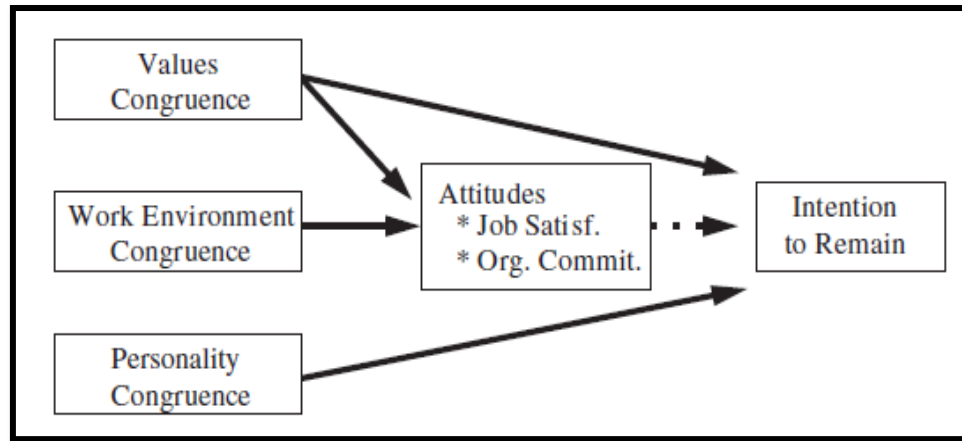 Values
Congruence
Work Environment
Congruence
Personality
Congruence
Attitudes
* Job Satisf.
* Org. Commit.
Intention
to Remain